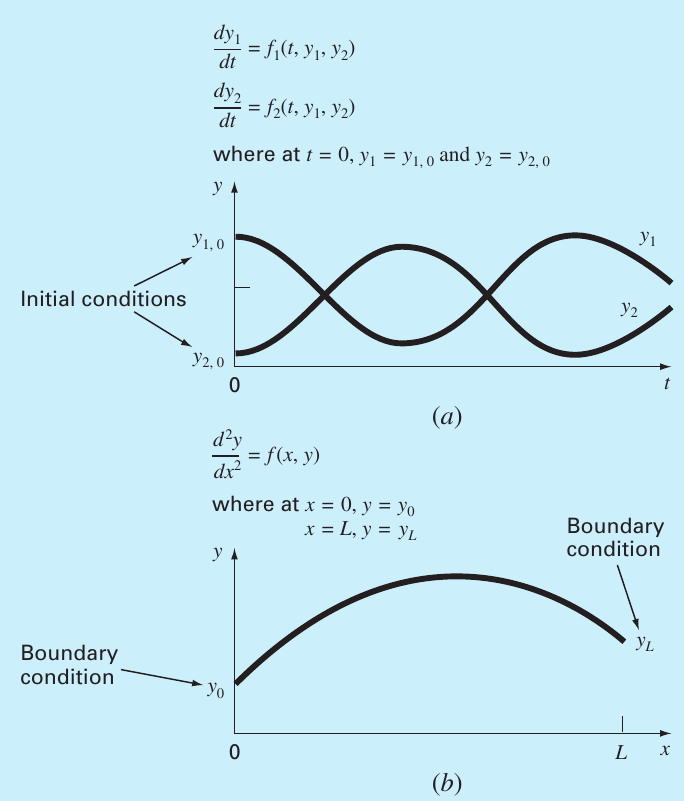 dy₁/dt = f₁(t, y₁, y₂)
dy₂/dt = f₂(t, y₁, y₂)
where at t = 0, y₁ = y₁,₀ and y₂ = y₂,₀
y
y₁,₀
y₁
Initial conditions
y₂
y₂,₀
0
t
(a)
d²y/dx² = f(x, y)
where at x = 0, y = y₀
x = L, y = y_L
Boundary
condition
y
y_L
Boundary
condition
y₀
0
L
x
(b)